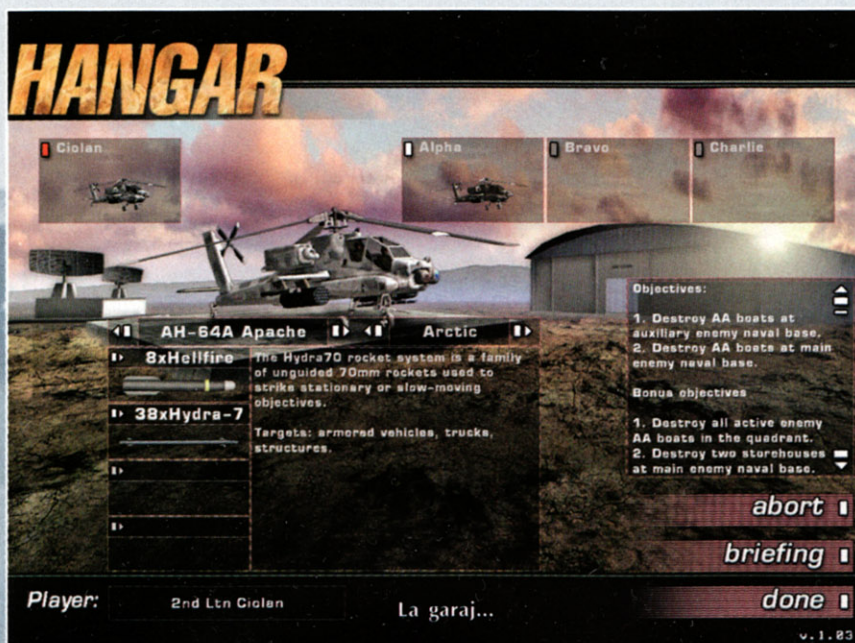 HANGAR
Ciolan
Alpha
Bravo
Charlie
AH-64A Apache
Arctic
8xHellfire
38xHydra-7
The Hydra70 rocket system is a family
of unguided 70mm rockets used to
strike stationary or slow-moving
objectives.
Targets: armored vehicles, trucks,
structures.
Objectives:
1. Destroy AA boats at
auxiliary enemy naval base.
2. Destroy AA boats at main
enemy naval base.
Bonus objectives
1. Destroy all active enemy
AA boats in the quadrant.
2. Destroy two storehouses
at main enemy naval base.
abort
briefing
done
Player:
2nd Ltn Ciolan
La garaj...
v.1.03